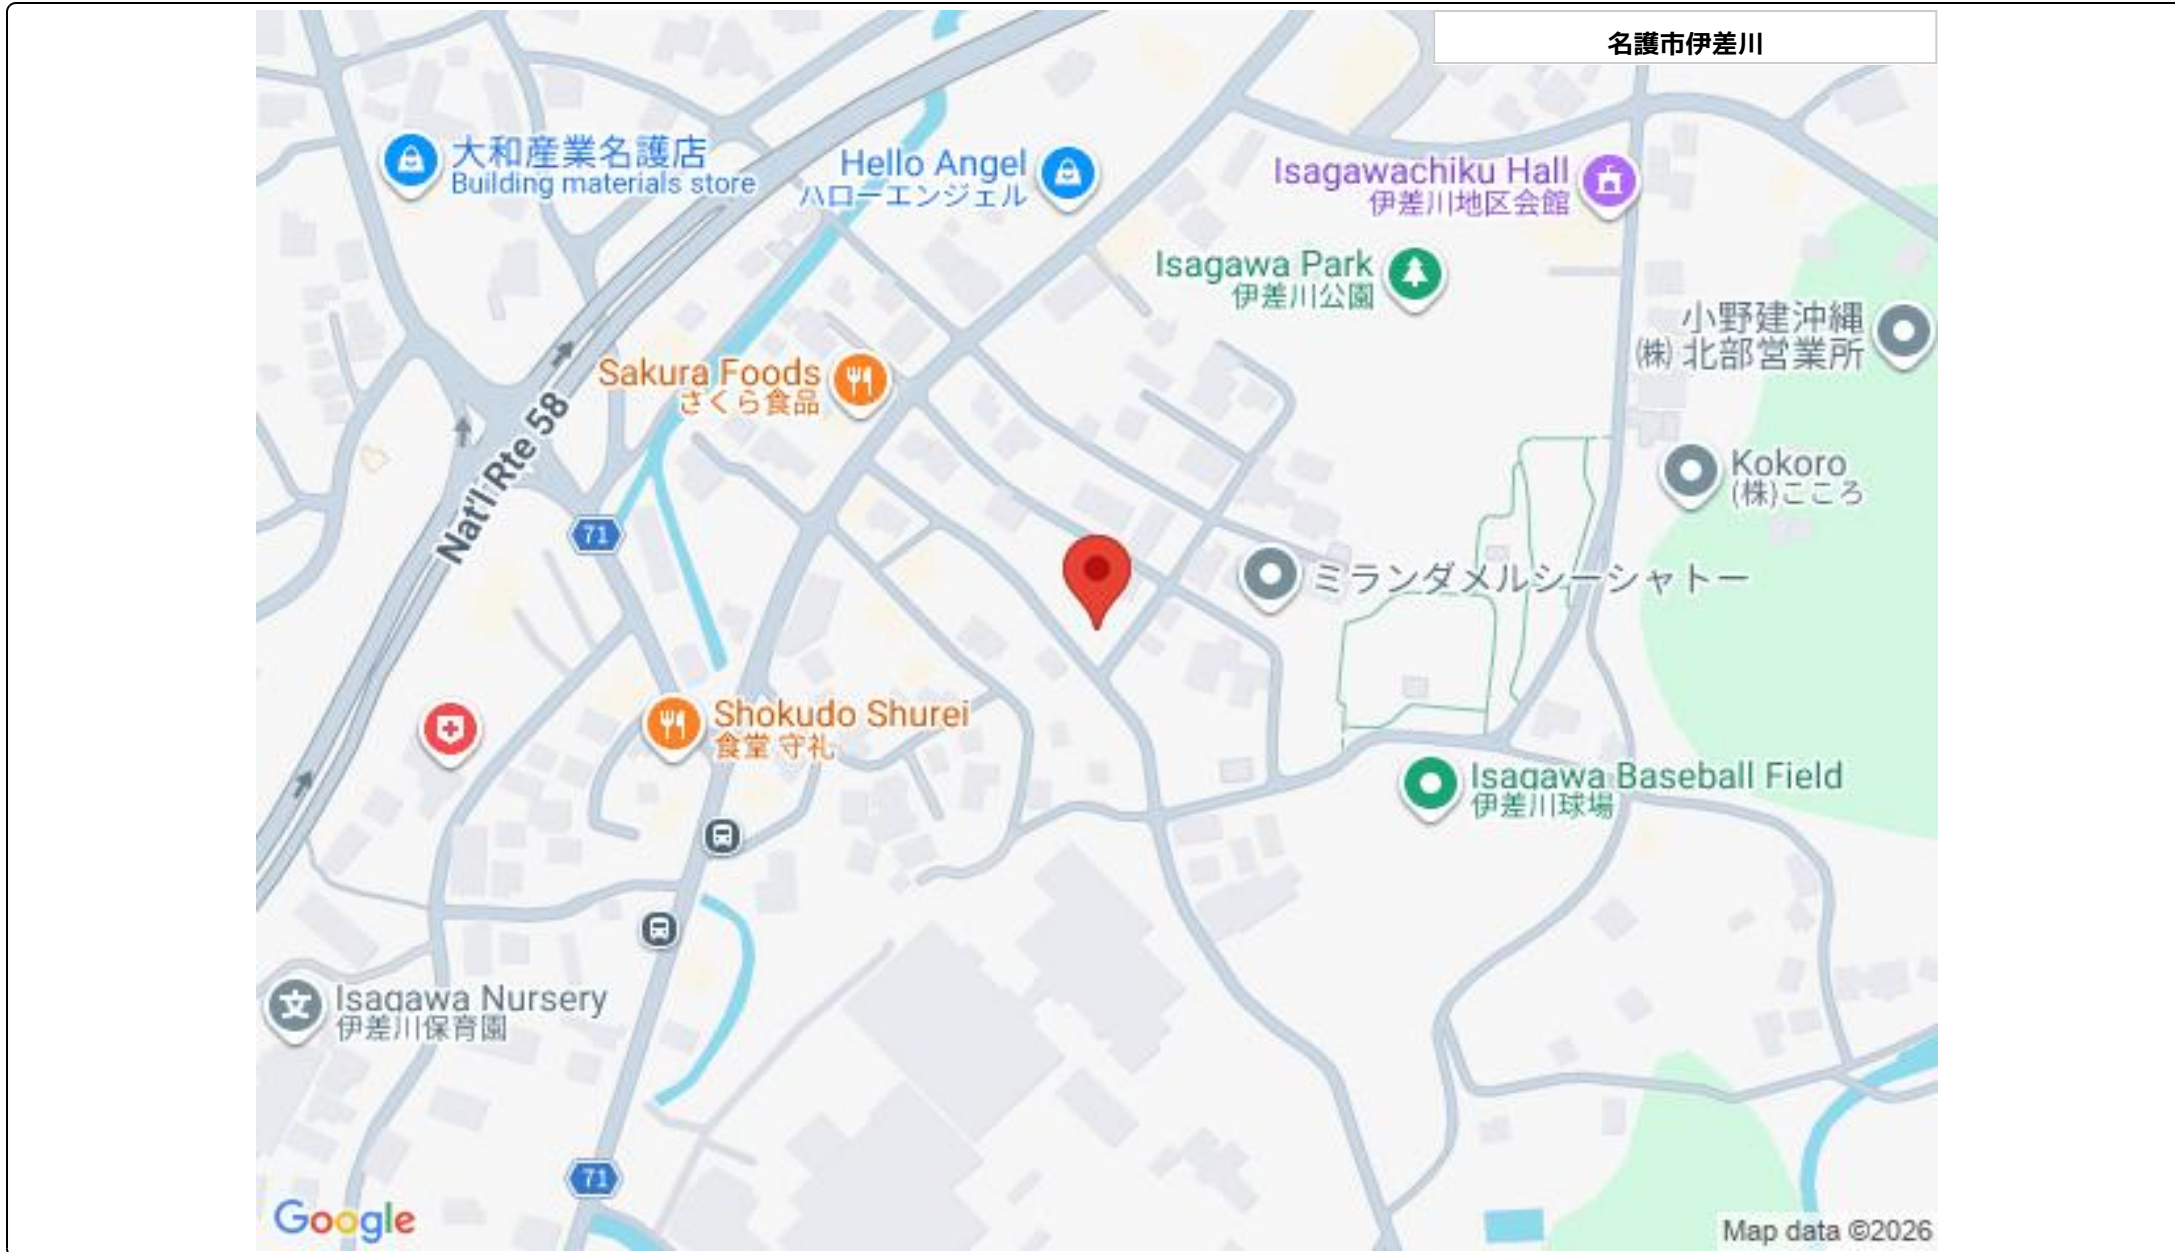 名護市伊差川
大和産業名護店
Building materials store
Hello Angel
ハローエンジェル
Isagawachiku Hall
伊差川地区会館
Isagawa Park
伊差川公園
小野建沖縄
㈱ 北部営業所
Sakura Foods
さくら食品
Nat'l Rte 58
Kokoro
(株)こころ
71
ミランダメルシーシャトー
Shokudo Shurei
食堂 守礼
Isagawa Baseball Field
伊差川球場
Isagawa Nursery
伊差川保育園
文
71
Google
Map data ©2026